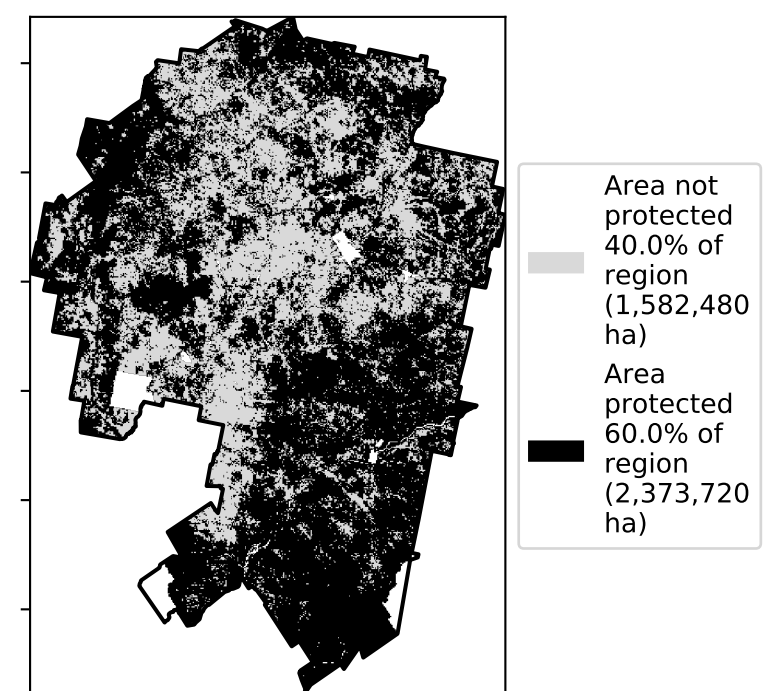 Area not
protected
40.0% of
region
(1,582,480
ha)
Area
protected
60.0% of
region
(2,373,720
ha)